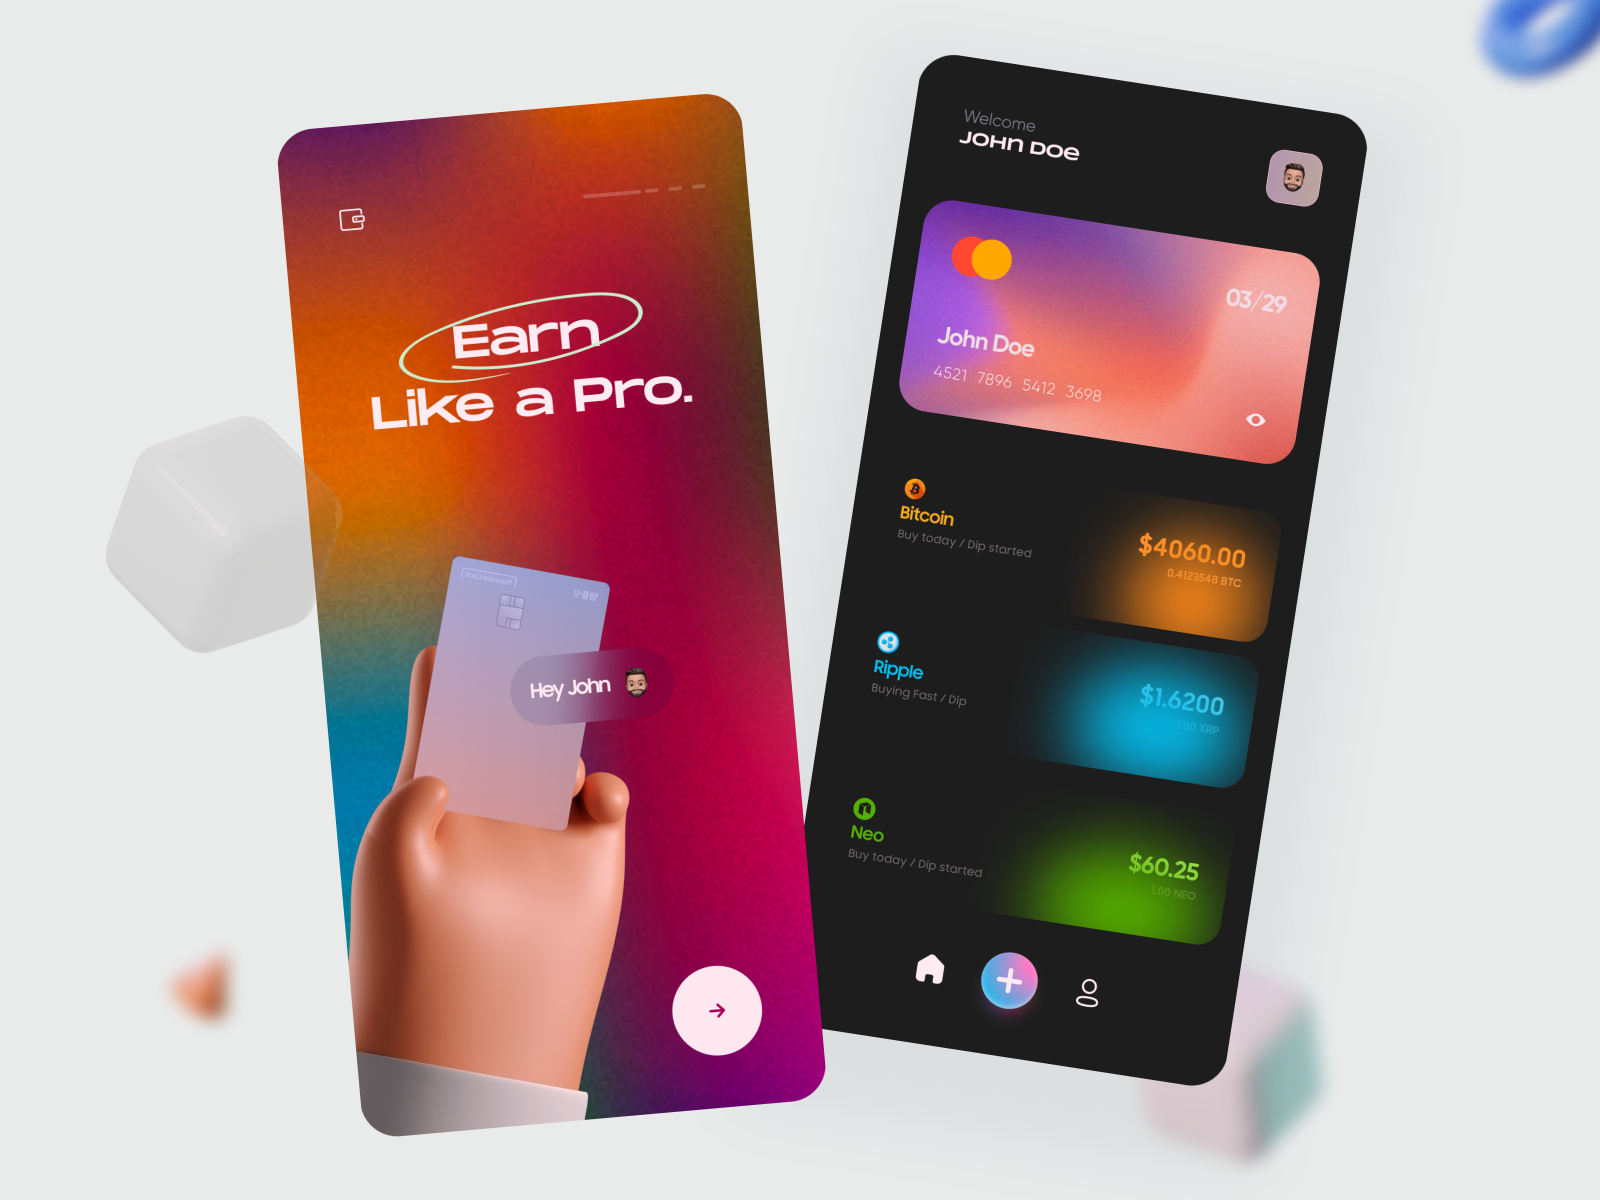 Earn
Like a Pro.
Hey John
Welcome
JOHN DOE
03/29
John Doe
4521 7896 5412 3698
Bitcoin
Buy today / Dip started
$4060.00
0.4123548 BTC
Ripple
Buying Fast / Dip
$1.6200
1.00 XRP
Neo
Buy today / Dip started
$60.25
1.00 NEO